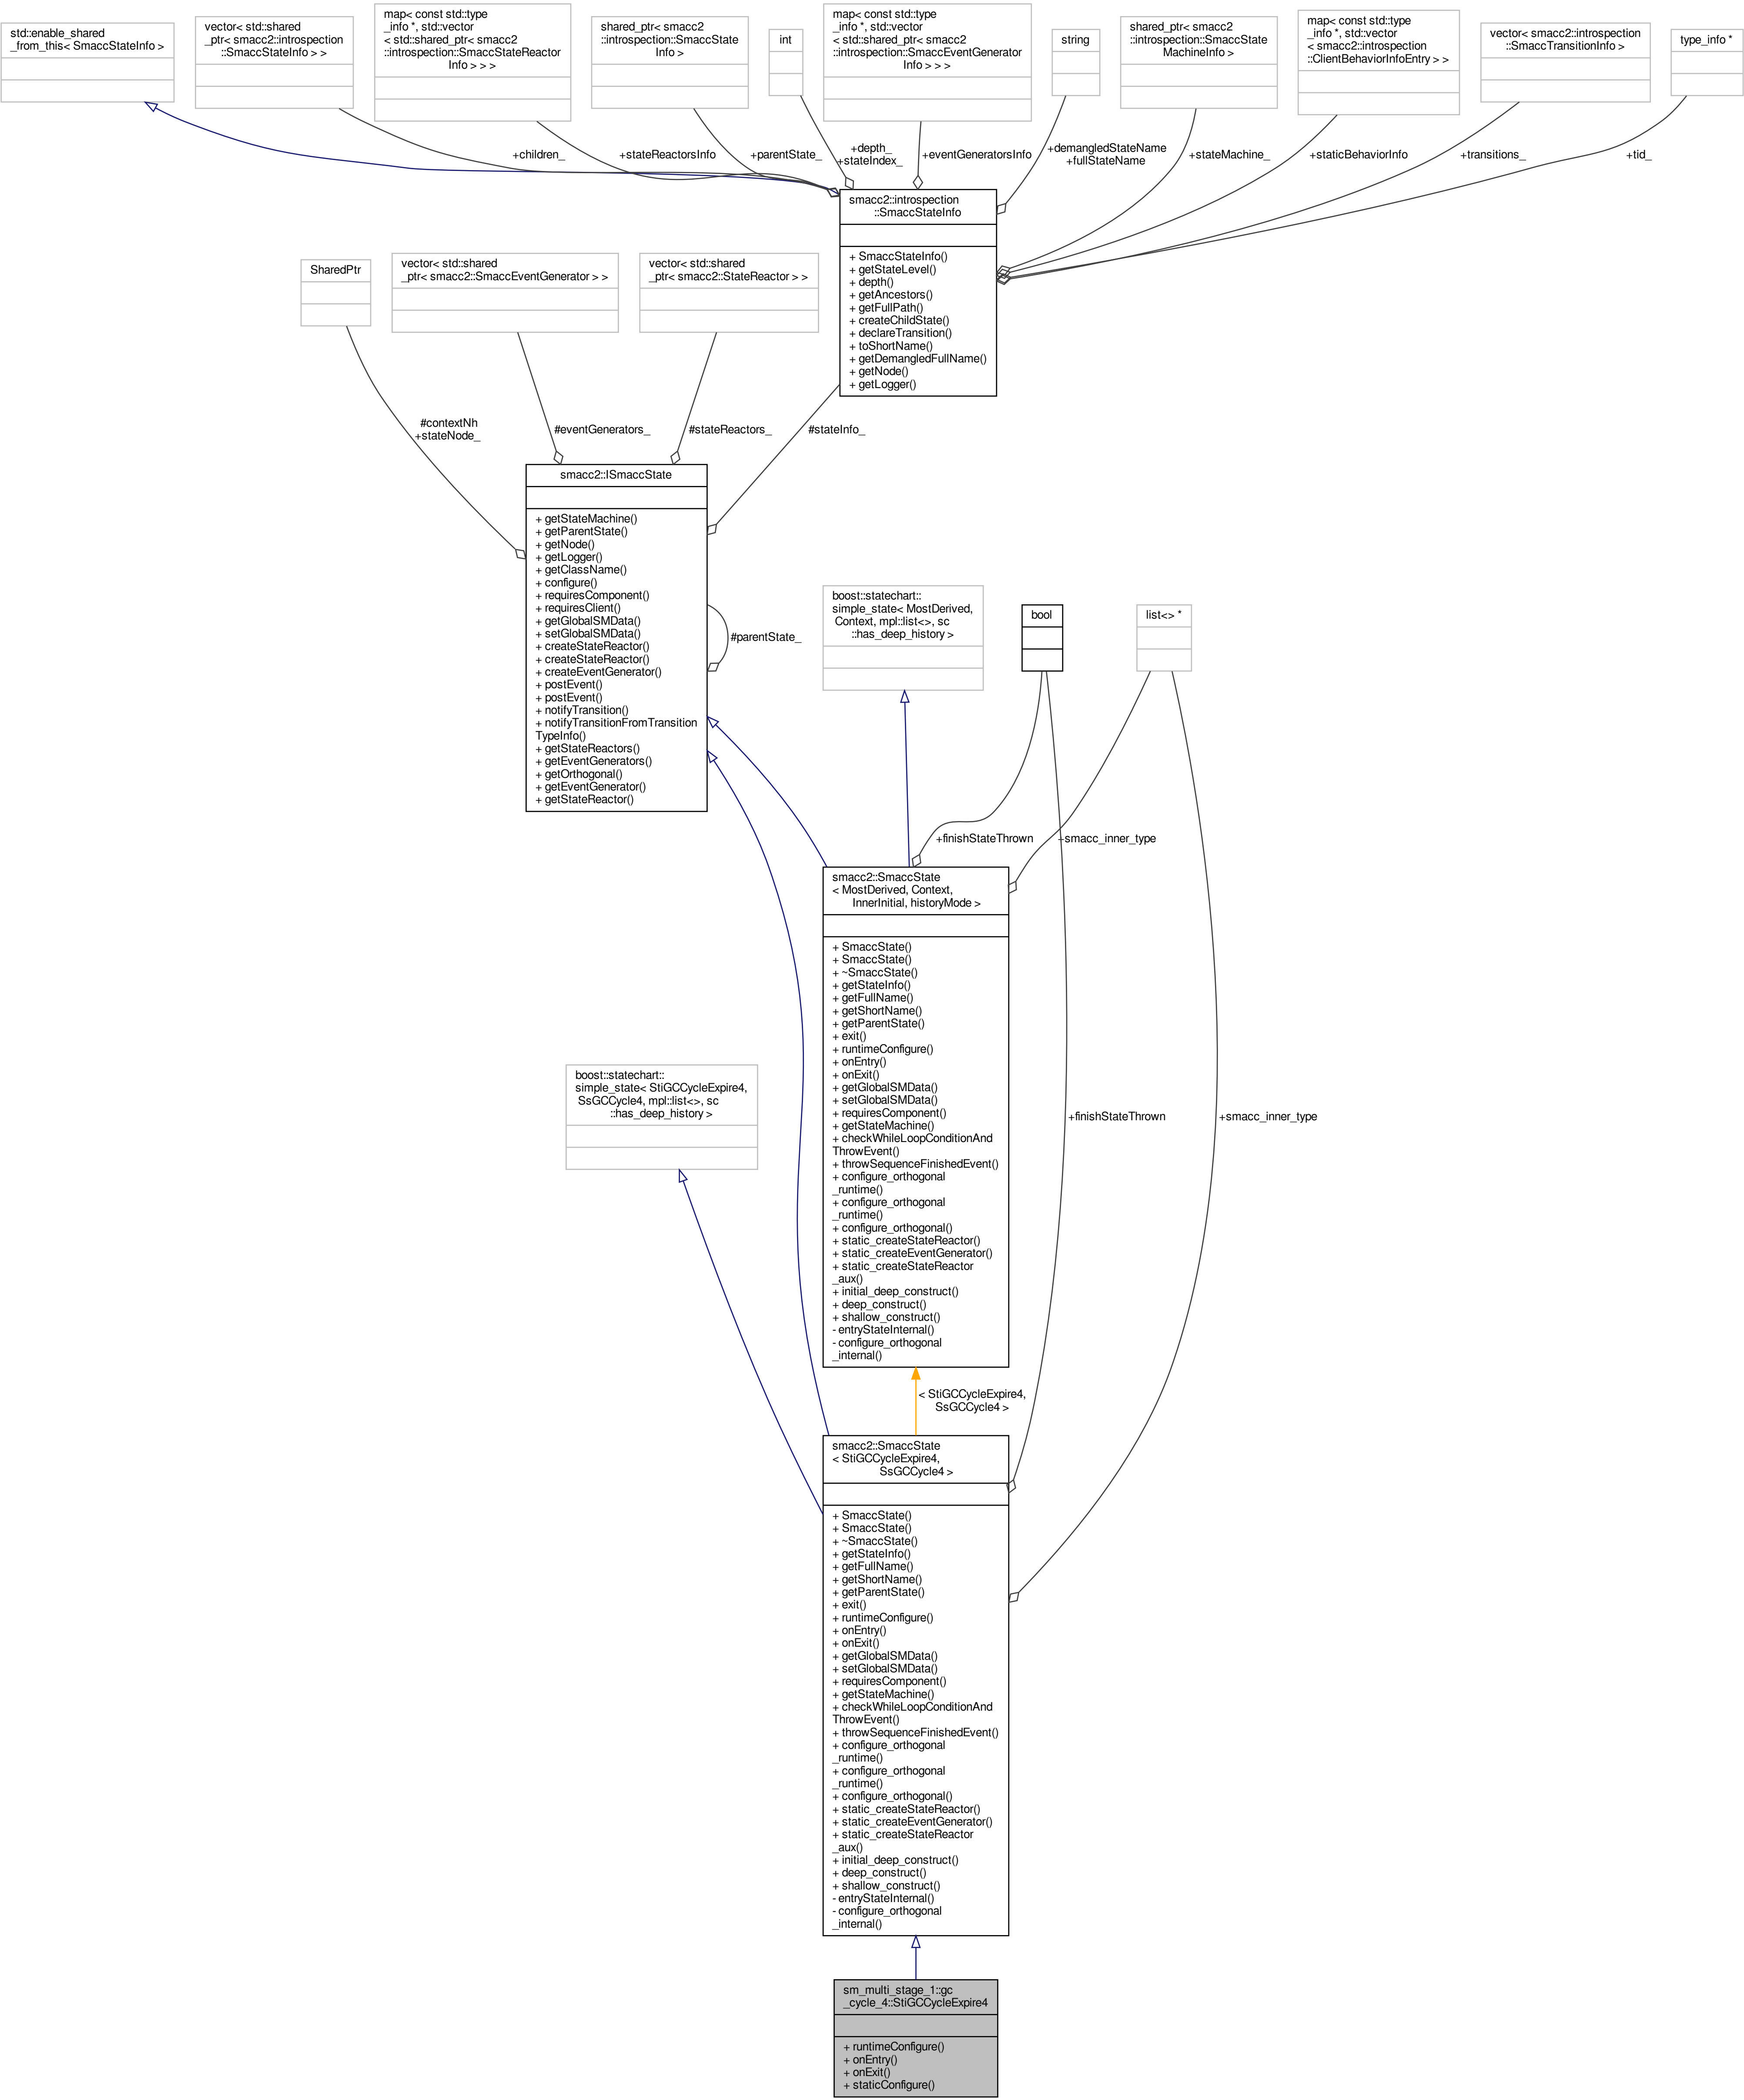 std::enable_shared
_from_this< SmaccStateInfo >
vector< std::shared
_ptr< smacc2::introspection
::SmaccStateInfo > >
map< const std::type
_info *, std::vector
< std::shared_ptr< smacc2
::introspection::SmaccStateReactor
Info > > >
shared_ptr< smacc2
::introspection::SmaccState
Info >
int
map< const std::type
_info *, std::vector
< std::shared_ptr< smacc2
::introspection::SmaccEventGenerator
Info > > >
string
shared_ptr< smacc2
::introspection::SmaccState
MachineInfo >
map< const std::type
_info *, std::vector
< smacc2::introspection
::ClientBehaviorInfoEntry > >
vector< smacc2::introspection
::SmaccTransitionInfo >
type_info *
+children_
+stateReactorsInfo
+parentState_
+depth_
+stateIndex_
+eventGeneratorsInfo
+demangledStateName
+fullStateName
+stateMachine_
+staticBehaviorInfo
+transitions_
+tid_
smacc2::introspection
::SmaccStateInfo
+ SmaccStateInfo()
+ getStateLevel()
+ depth()
+ getAncestors()
+ getFullPath()
+ createChildState()
+ declareTransition()
+ toShortName()
+ getDemangledFullName()
+ getNode()
+ getLogger()
SharedPtr
vector< std::shared
_ptr< smacc2::SmaccEventGenerator > >
vector< std::shared
_ptr< smacc2::StateReactor > >
#contextNh
+stateNode_
#eventGenerators_
#stateReactors_
#stateInfo_
smacc2::ISmaccState
+ getStateMachine()
+ getParentState()
+ getNode()
+ getLogger()
+ getClassName()
+ configure()
+ requiresComponent()
+ requiresClient()
+ getGlobalSMData()
+ setGlobalSMData()
+ createStateReactor()
+ createStateReactor()
+ createEventGenerator()
+ postEvent()
+ postEvent()
+ notifyTransition()
+ notifyTransitionFromTransition
TypeInfo()
+ getStateReactors()
+ getEventGenerators()
+ getOrthogonal()
+ getEventGenerator()
+ getStateReactor()
#parentState_
boost::statechart::
simple_state< MostDerived,
Context, mpl::list<>, sc
::has_deep_history >
bool
list<> *
+finishStateThrown
+smacc_inner_type
smacc2::SmaccState
< MostDerived, Context,
InnerInitial, historyMode >
+ SmaccState()
+ SmaccState()
+ ~SmaccState()
+ getStateInfo()
+ getFullName()
+ getShortName()
+ getParentState()
+ exit()
+ runtimeConfigure()
+ onEntry()
+ onExit()
+ getGlobalSMData()
+ setGlobalSMData()
+ requiresComponent()
+ getStateMachine()
+ checkWhileLoopConditionAnd
ThrowEvent()
+ throwSequenceFinishedEvent()
+ configure_orthogonal
_runtime()
+ configure_orthogonal
_runtime()
+ configure_orthogonal()
+ static_createStateReactor()
+ static_createEventGenerator()
+ static_createStateReactor
_aux()
+ initial_deep_construct()
+ deep_construct()
+ shallow_construct()
- entryStateInternal()
- configure_orthogonal
_internal()
boost::statechart::
simple_state< StiGCCycleExpire4,
SsGCCycle4, mpl::list<>, sc
::has_deep_history >
+finishStateThrown
+smacc_inner_type
< StiGCCycleExpire4,
SsGCCycle4 >
smacc2::SmaccState
< StiGCCycleExpire4,
SsGCCycle4 >
+ SmaccState()
+ SmaccState()
+ ~SmaccState()
+ getStateInfo()
+ getFullName()
+ getShortName()
+ getParentState()
+ exit()
+ runtimeConfigure()
+ onEntry()
+ onExit()
+ getGlobalSMData()
+ setGlobalSMData()
+ requiresComponent()
+ getStateMachine()
+ checkWhileLoopConditionAnd
ThrowEvent()
+ throwSequenceFinishedEvent()
+ configure_orthogonal
_runtime()
+ configure_orthogonal
_runtime()
+ configure_orthogonal()
+ static_createStateReactor()
+ static_createEventGenerator()
+ static_createStateReactor
_aux()
+ initial_deep_construct()
+ deep_construct()
+ shallow_construct()
- entryStateInternal()
- configure_orthogonal
_internal()
sm_multi_stage_1::gc
_cycle_4::StiGCCycleExpire4
+ runtimeConfigure()
+ onEntry()
+ onExit()
+ staticConfigure()